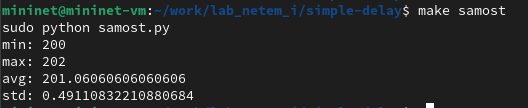 mininet@mininet-vm:~/work/lab_netem_i/simple-delay$ make samost
sudo python samost.py
min: 200
max: 202
avg: 201.06060606060606
std: 0.49110832210880684